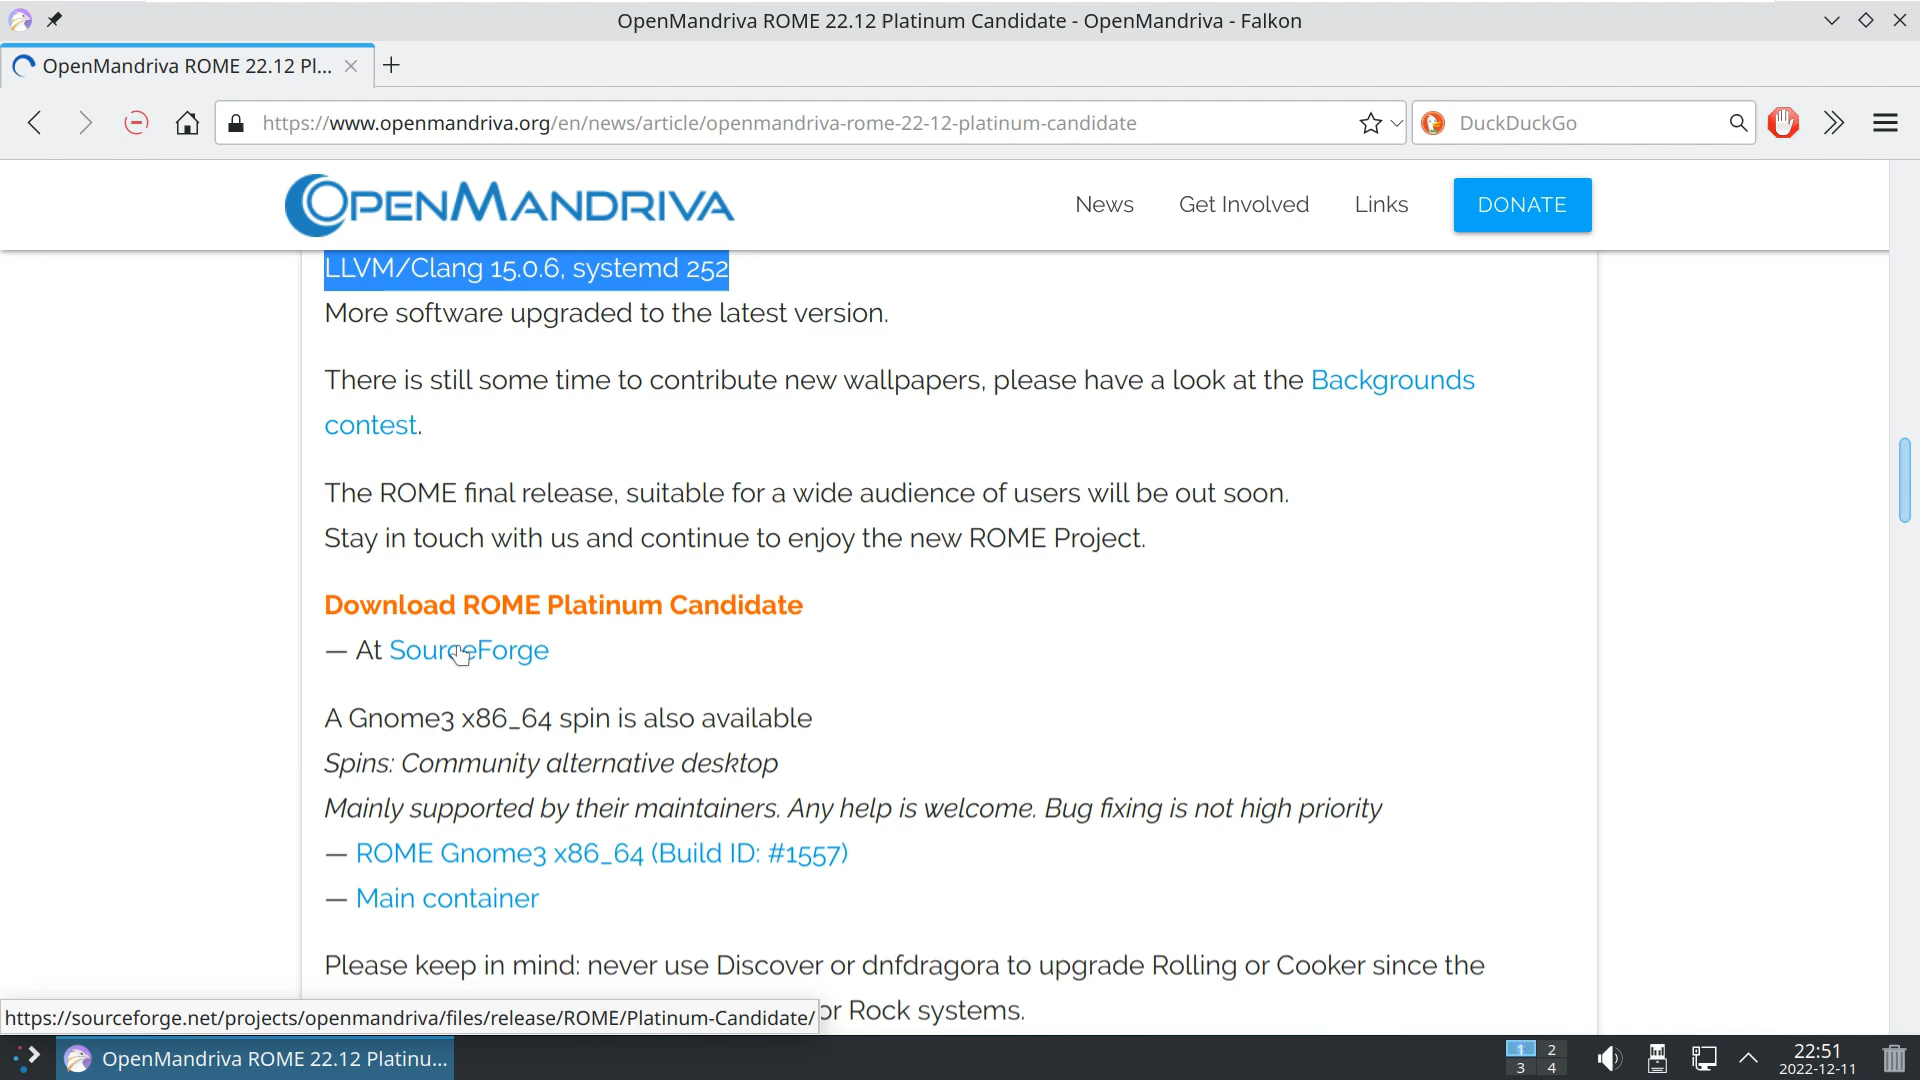 OpenMandriva ROME 22.12 Platinum Candidate - OpenMandriva - Falkon
OpenMandriva ROME 22.12 Pl...
https://www.openmandriva.org/en/news/article/openmandriva-rome-22-12-platinum-candidate
DuckDuckGo
OPENMANDRIVA
News
Get Involved
Links
DONATE
LLVM/Clang 15.0.6, systemd 252
More software upgraded to the latest version.
There is still some time to contribute new wallpapers, please have a look at the Backgrounds
contest.
The ROME final release, suitable for a wide audience of users will be out soon.
Stay in touch with us and continue to enjoy the new ROME Project.
Download ROME Platinum Candidate
— At SourceForge
A Gnome3 x86_64 spin is also available
Spins: Community alternative desktop
Mainly supported by their maintainers. Any help is welcome. Bug fixing is not high priority
— ROME Gnome3 x86_64 (Build ID: #1557)
— Main container
Please keep in mind: never use Discover or dnfdragora to upgrade Rolling or Cooker since the
or Rock systems.
https://sourceforge.net/projects/openmandriva/files/release/ROME/Platinum-Candidate/
OpenMandriva ROME 22.12 Platinu...
1 2
3 4
22:51
2022-12-11